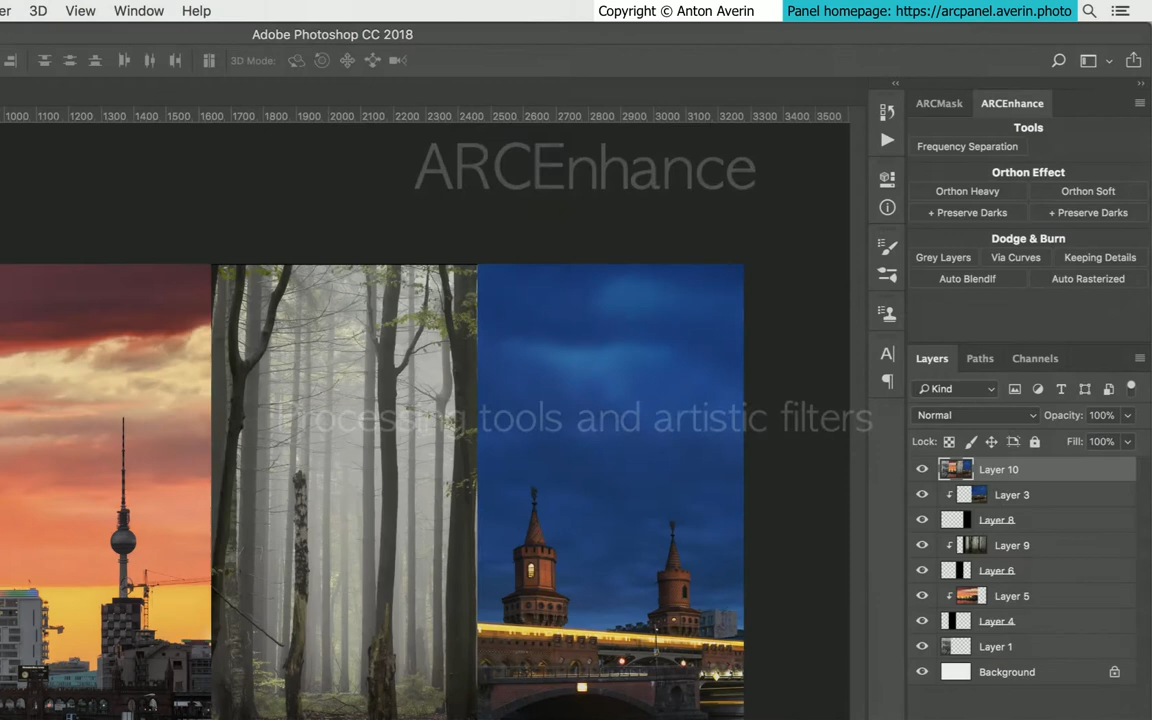 er 3D View Window Help Copyright © Anton Averin Panel homepage: https://arcpanel.averin.photo
Adobe Photoshop CC 2018
3D Mode:
1000 1100 1200 1300 1400 1500 1600 1700 1800 1900 2000 2100 2200 2300 2400 2500 2600 2700 2800 2900 3000 3100 3200 3300 3400 3500
ARCEnhance
Processing tools and artistic filters
ARCMask ARCEnhance
Tools
Frequency Separation
Orthon Effect
Orthon Heavy Orthon Soft
+ Preserve Darks + Preserve Darks
Dodge & Burn
Grey Layers Via Curves Keeping Details
Auto BlendIf Auto Rasterized
Layers Paths Channels
Kind
Normal Opacity: 100%
Lock: Fill: 100%
Layer 10
Layer 3
Layer 8
Layer 9
Layer 6
Layer 5
Layer 4
Layer 1
Background